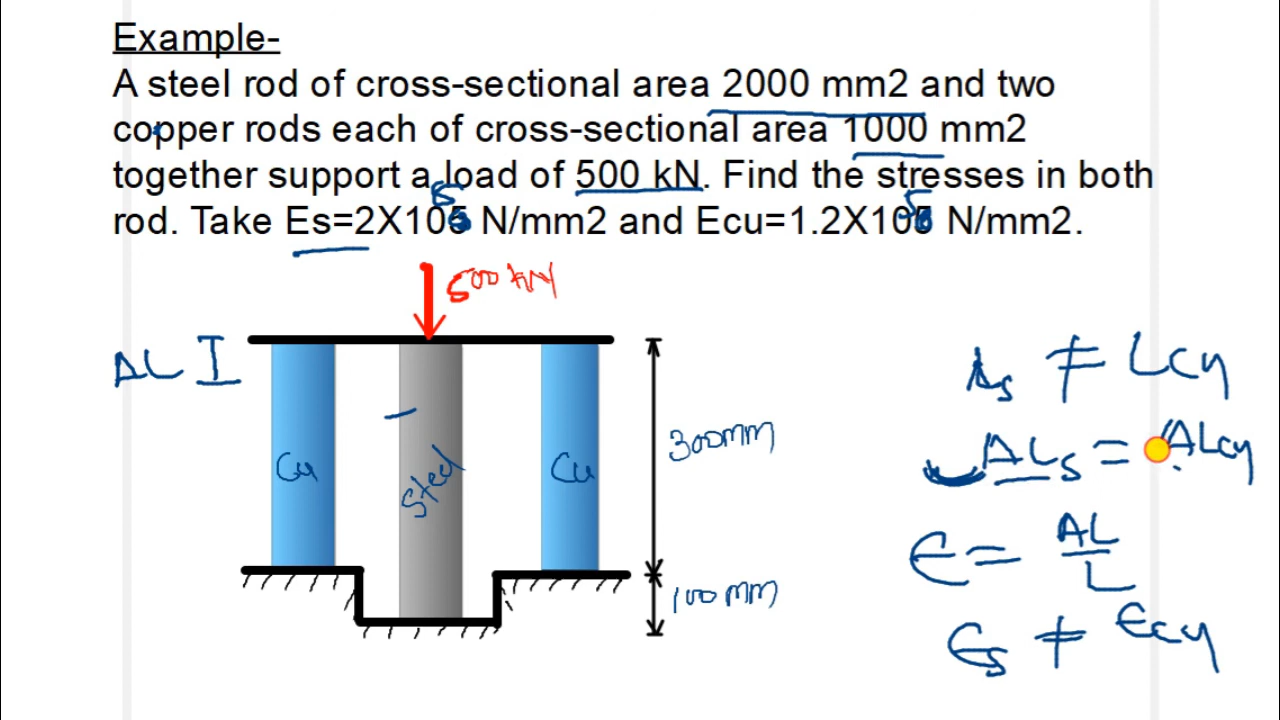 Example-
A steel rod of cross-sectional area 2000 mm2 and two
copper rods each of cross-sectional area 1000 mm2
together support a load of 500 kN. Find the stresses in both
rod. Take Es=2X105 N/mm2 and Ecu=1.2X105 N/mm2.
500 kN
ΔL
Cu
Steel
Cu
300mm
100mm
Ls ≠ Lcu
ΔLs = ΔLcu
ϵ = ΔL / L
ϵs ≠ ϵcu